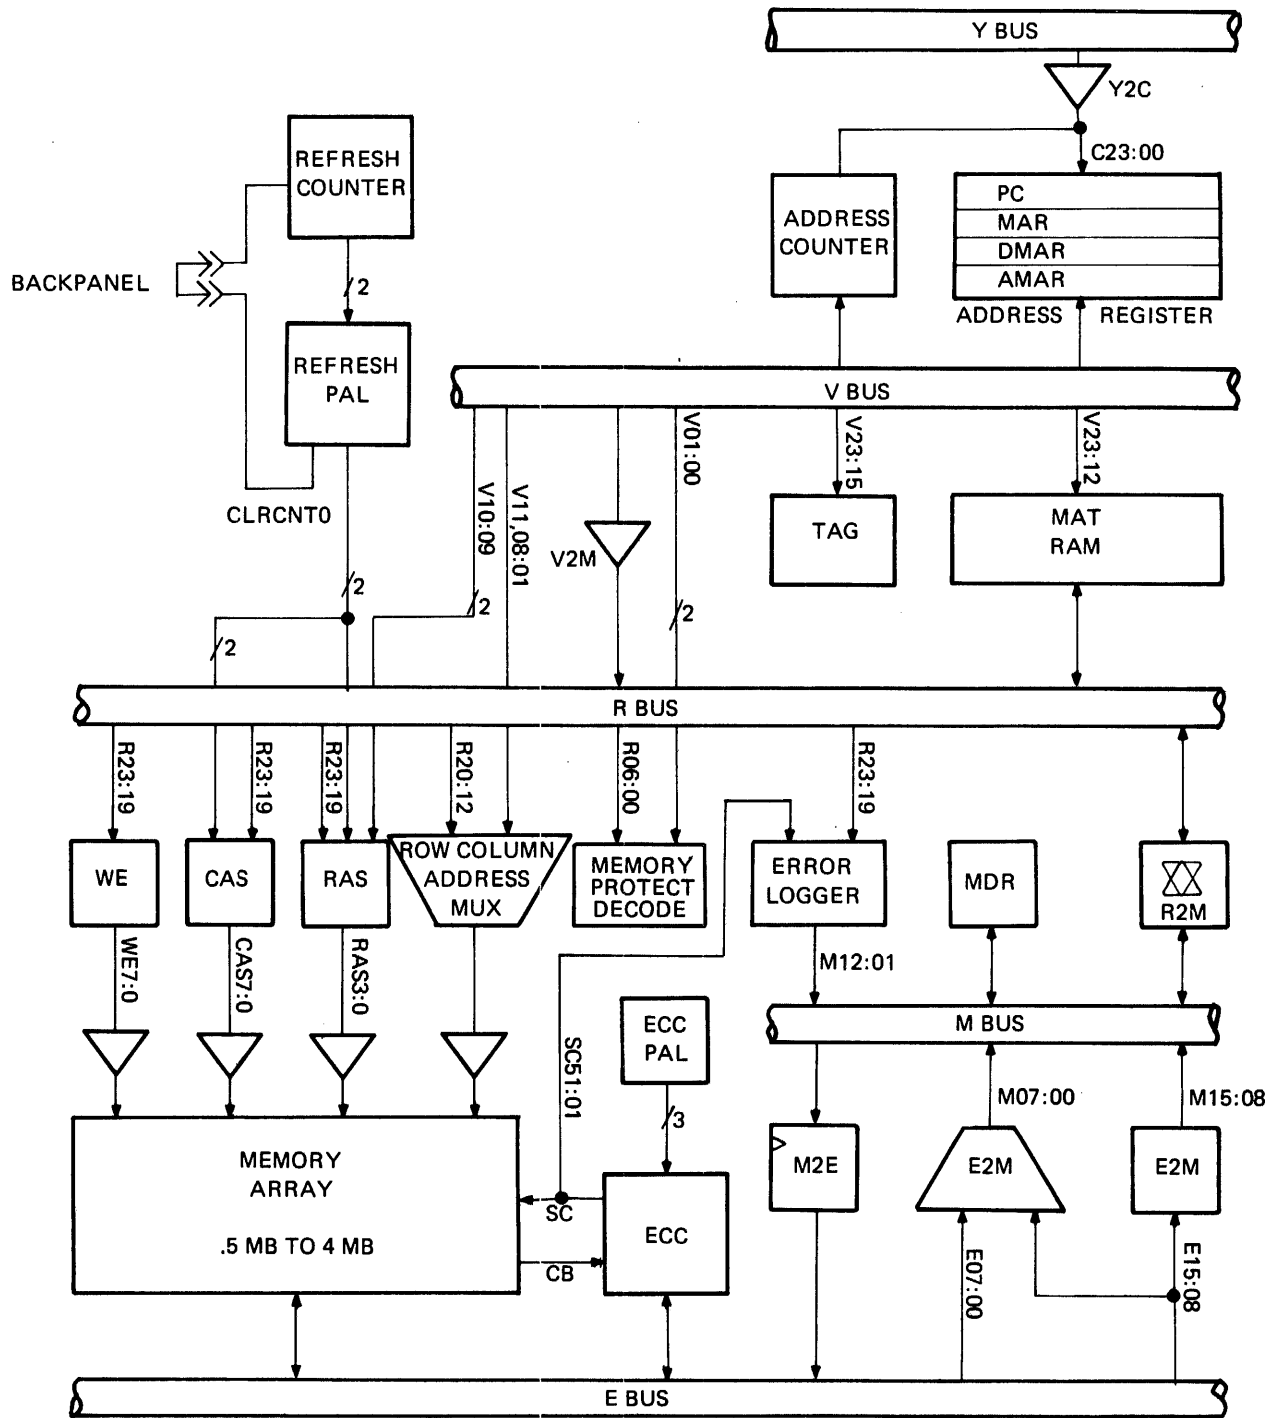 Y BUS
Y2C
C23:00
REFRESH
COUNTER
PC
MAR
DMAR
AMAR
ADDRESS
COUNTER
ADDRESS REGISTER
BACKPANEL
2
REFRESH
PAL
V BUS
CLRCNT0
V10:09
V11,08:01
V2M
V01:00
V23:15
V23:12
TAG
MAT
RAM
2
2
2
2
R BUS
R23:19
R23:19
R23:19
R20:12
R06:00
R23:19
WE
CAS
RAS
ROW COLUMN
ADDRESS
MUX
MEMORY
PROTECT
DECODE
ERROR
LOGGER
MDR
R2M
WE7:0
CAS7:0
RAS3:0
M12:01
M BUS
ECC
PAL
SC51:01
3
M07:00
M15:08
M2E
E2M
E2M
MEMORY
ARRAY
.5 MB TO 4 MB
SC
CB
ECC
E07:00
E15:08
E BUS